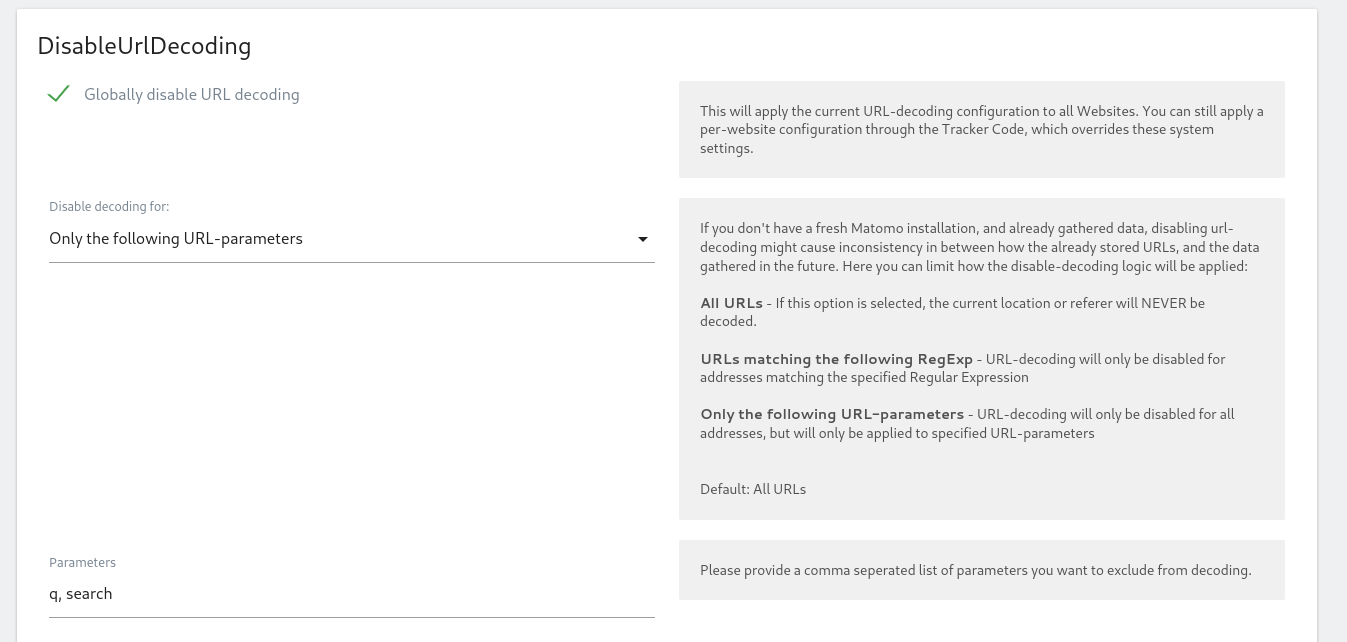 DisableUrlDecoding
Globally disable URL decoding
This will apply the current URL-decoding configuration to all Websites. You can still apply a
per-website configuration through the Tracker Code, which overrides these system
settings.
Disable decoding for:
Only the following URL-parameters
If you don't have a fresh Matomo installation, and already gathered data, disabling url-
decoding might cause inconsistency in between how the already stored URLs, and the data
gathered in the future. Here you can limit how the disable-decoding logic will be applied:
All URLs - If this option is selected, the current location or referer will NEVER be
decoded.
URLs matching the following RegExp - URL-decoding will only be disabled for
addresses matching the specified Regular Expression
Only the following URL-parameters - URL-decoding will only be disabled for all
addresses, but will only be applied to specified URL-parameters
Default: All URLs
Parameters
q, search
Please provide a comma seperated list of parameters you want to exclude from decoding.